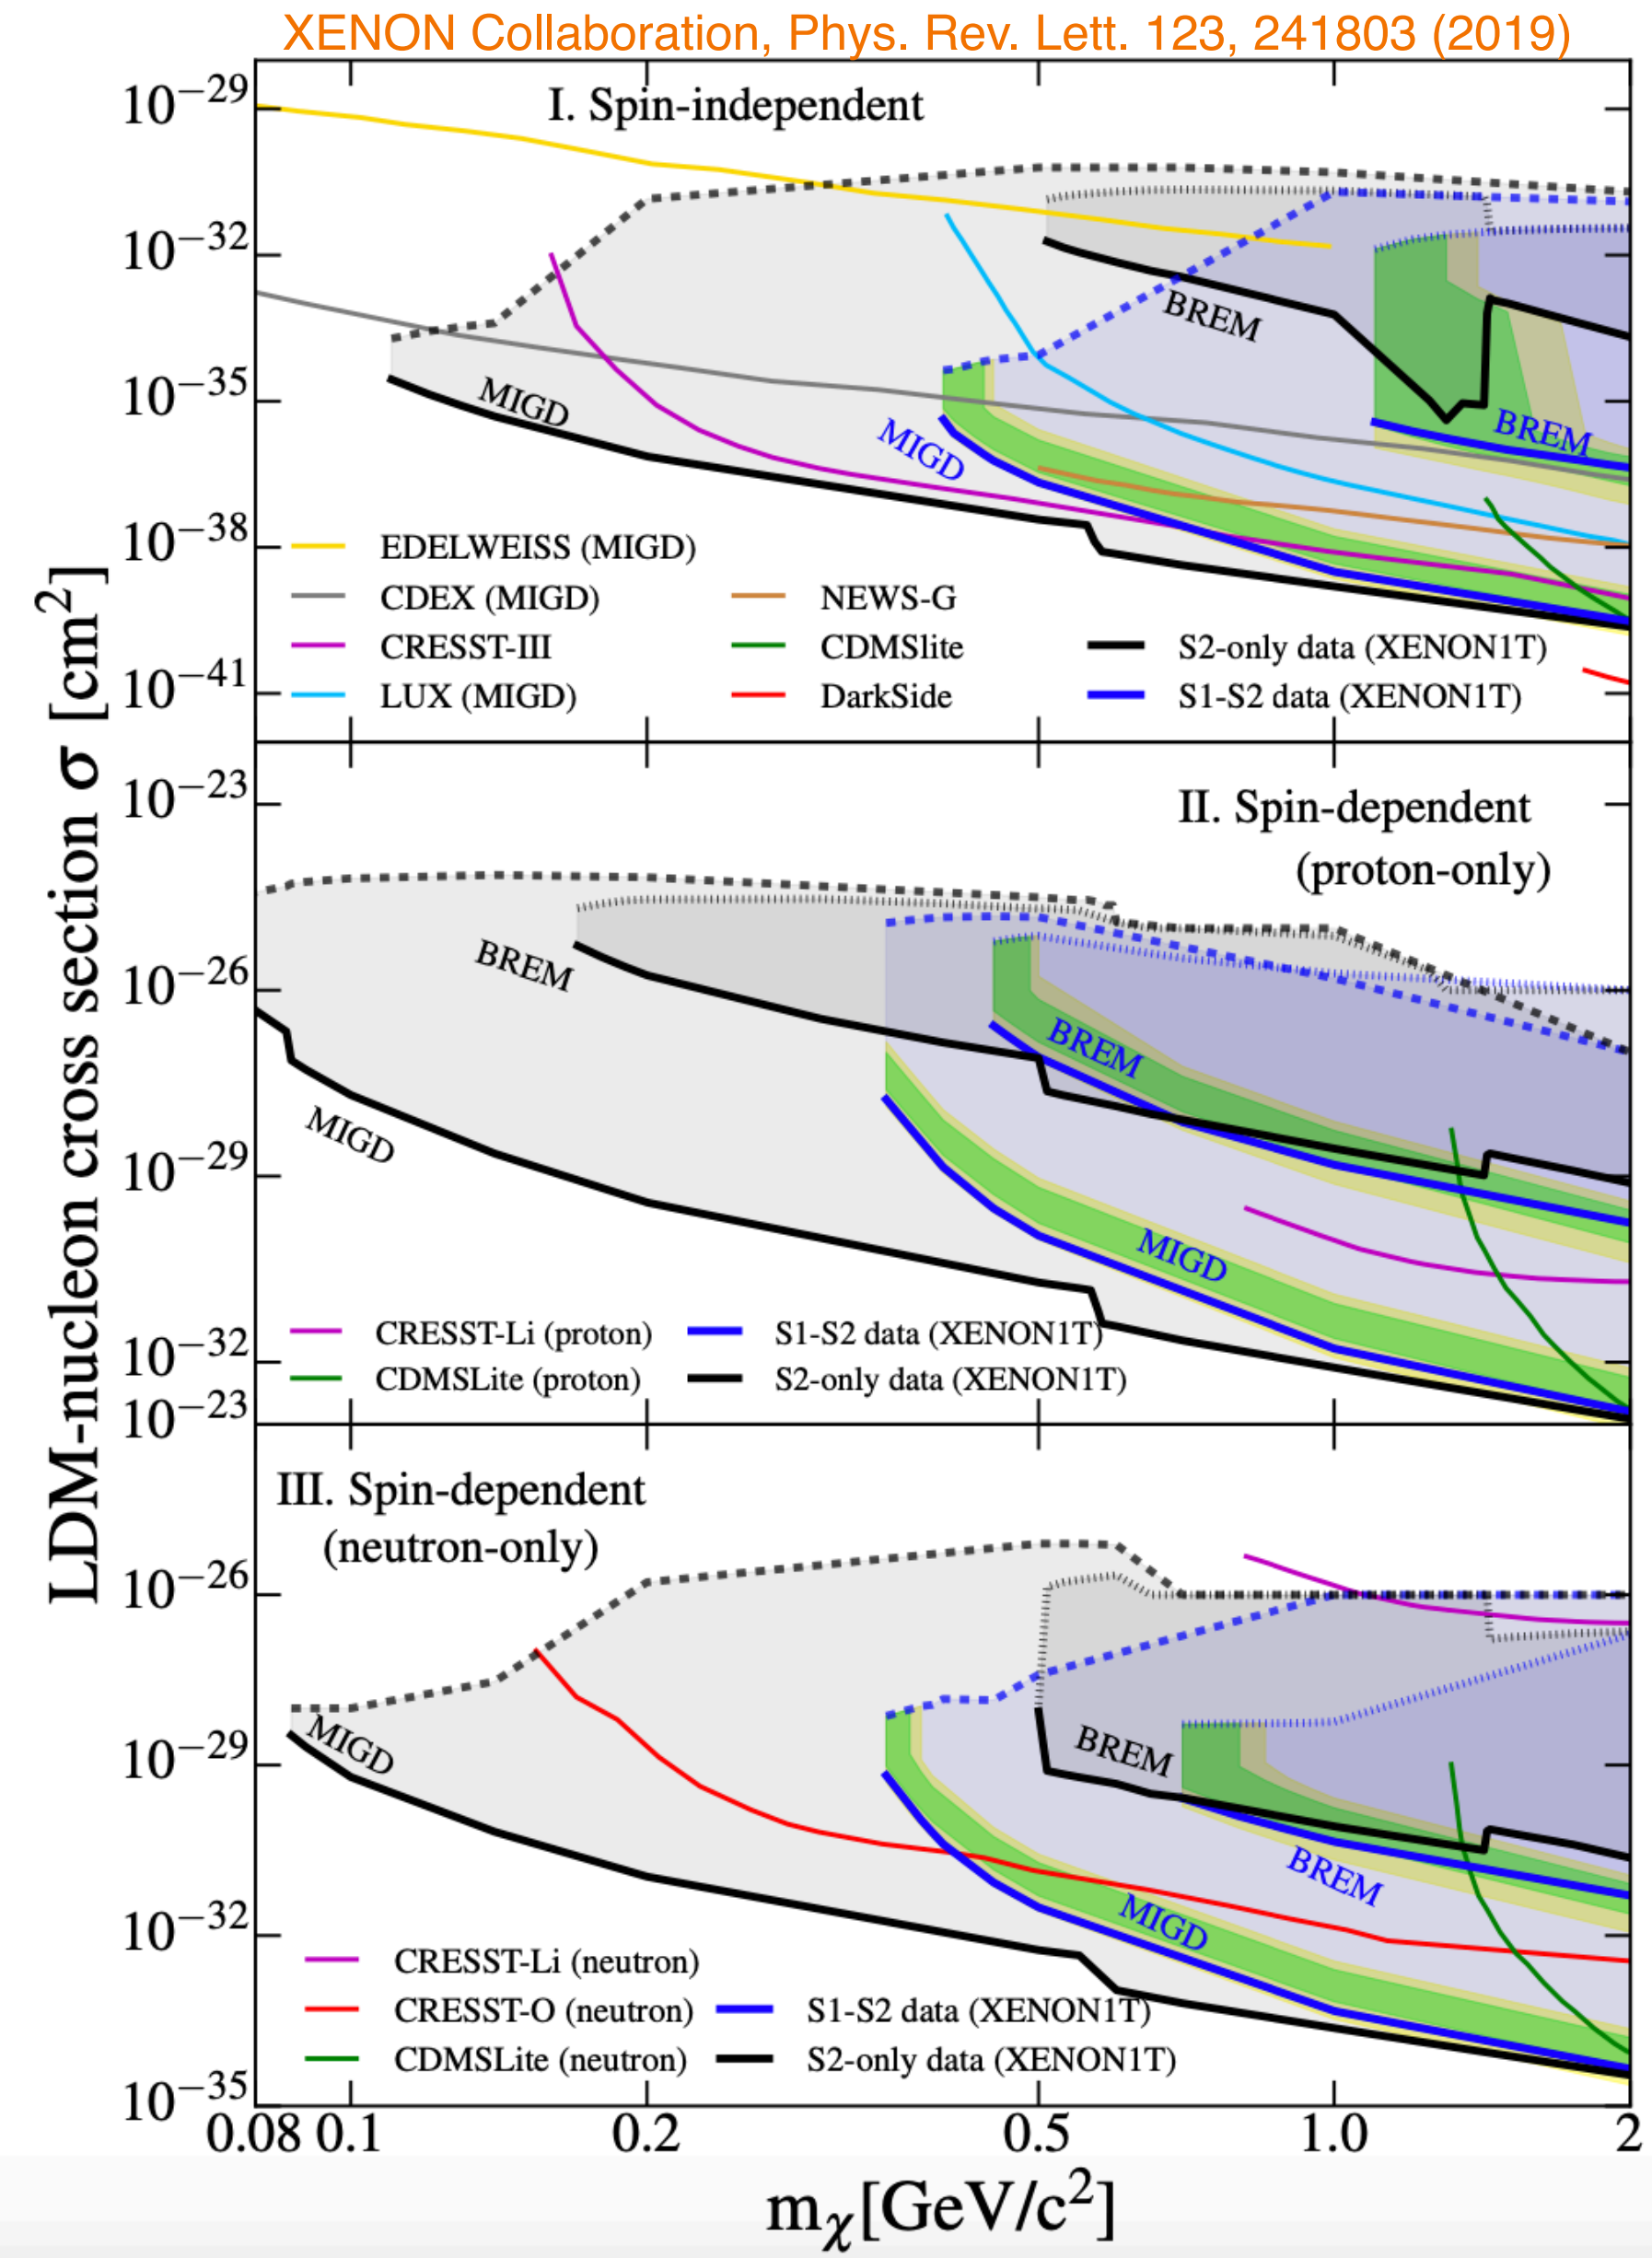 XENON Collaboration, Phys. Rev. Lett. 123, 241803 (2019)
LDM-nucleon cross section σ [cm²]
I. Spin-independent
10⁻²⁹
10⁻³²
10⁻³⁵
10⁻³⁸
10⁻⁴¹
BREM
MIGD
MIGD
BREM
EDELWEISS (MIGD)
CDEX (MIGD)
CRESST-III
LUX (MIGD)
NEWS-G
CDMSlite
DarkSide
S2-only data (XENON1T)
S1-S2 data (XENON1T)
II. Spin-dependent
(proton-only)
10⁻²³
10⁻²⁶
10⁻²⁹
10⁻³²
BREM
BREM
MIGD
MIGD
CRESST-Li (proton)
CDMSLite (proton)
S1-S2 data (XENON1T)
S2-only data (XENON1T)
III. Spin-dependent
(neutron-only)
10⁻²³
10⁻²⁶
10⁻²⁹
10⁻³²
10⁻³⁵
MIGD
BREM
BREM
MIGD
CRESST-Li (neutron)
CRESST-O (neutron)
CDMSLite (neutron)
S1-S2 data (XENON1T)
S2-only data (XENON1T)
0.08 0.1 0.2 0.5 1.0 2
mχ[GeV/c²]